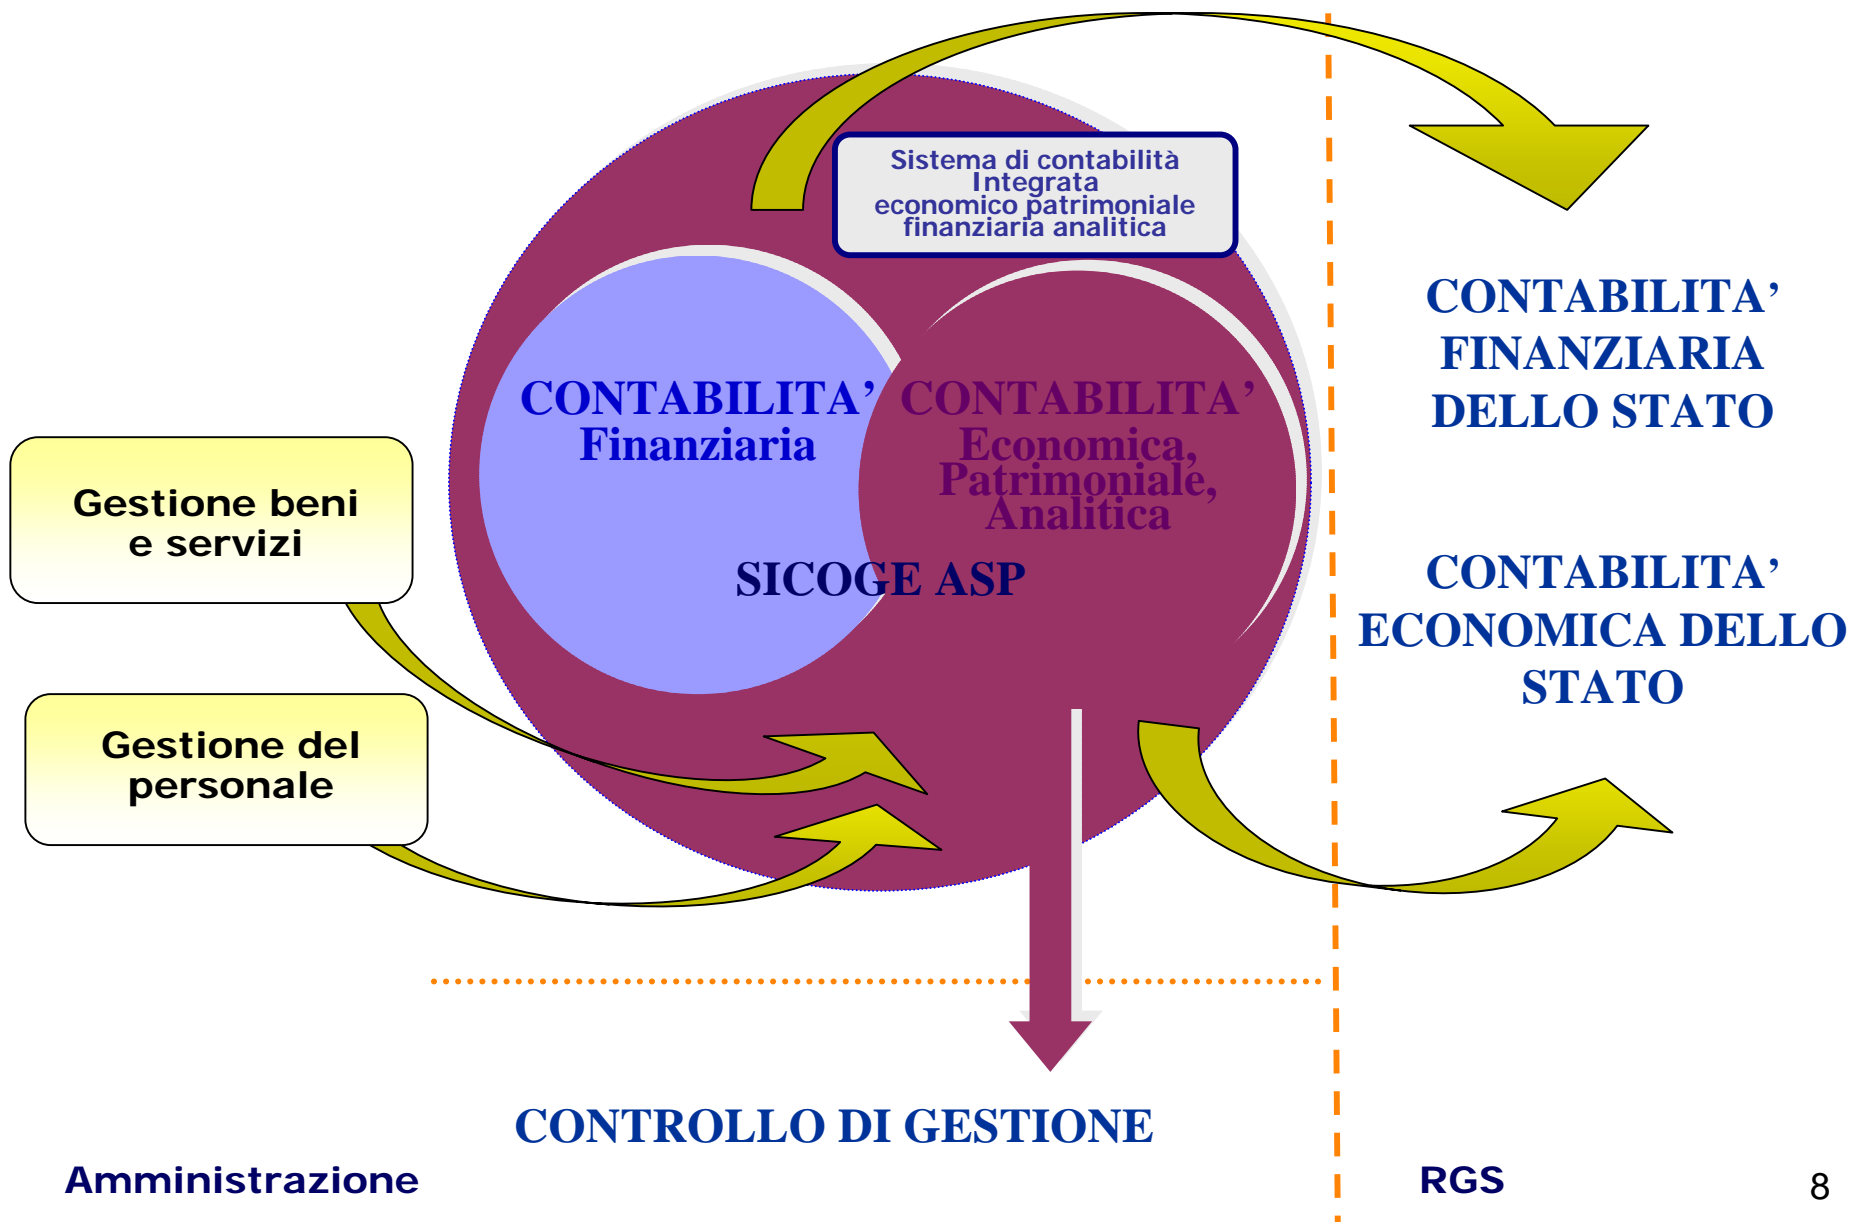 Sistema di contabilità
Integrata
economico patrimoniale
finanziaria analitica
CONTABILITA’
Finanziaria
CONTABILITA’
Economica,
Patrimoniale,
Analitica
SICOGE ASP
Gestione beni
e servizi
Gestione del
personale
CONTABILITA’
FINANZIARIA
DELLO STATO
CONTABILITA’
ECONOMICA DELLO
STATO
CONTROLLO DI GESTIONE
Amministrazione
RGS
8